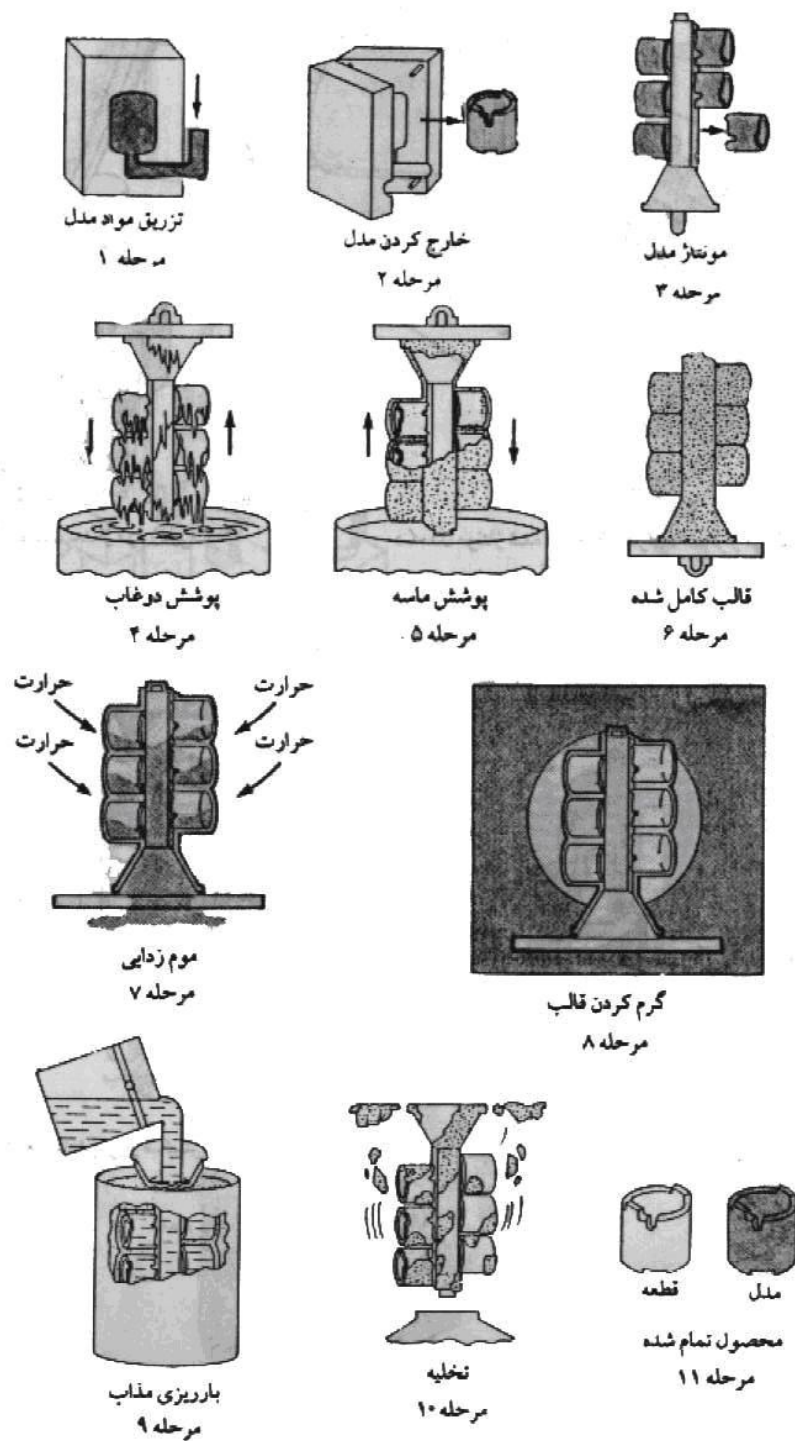 تزریق مواد مدل
مرحله ۱
خارج کردن مدل
مرحله ۲
مونتاژ مدل
مرحله ۳
پوشش دوغاب
مرحله ۴
پوشش ماسه
مرحله ۵
قالب کامل شده
مرحله ۶
حرارت
حرارت
حرارت
حرارت
موم زدایی
مرحله ۷
گرم کردن قالب
مرحله ۸
بارریزی مذاب
مرحله ۹
تخلیه
مرحله ۱۰
قطعه
مدل
محصول تمام شده
مرحله ۱۱